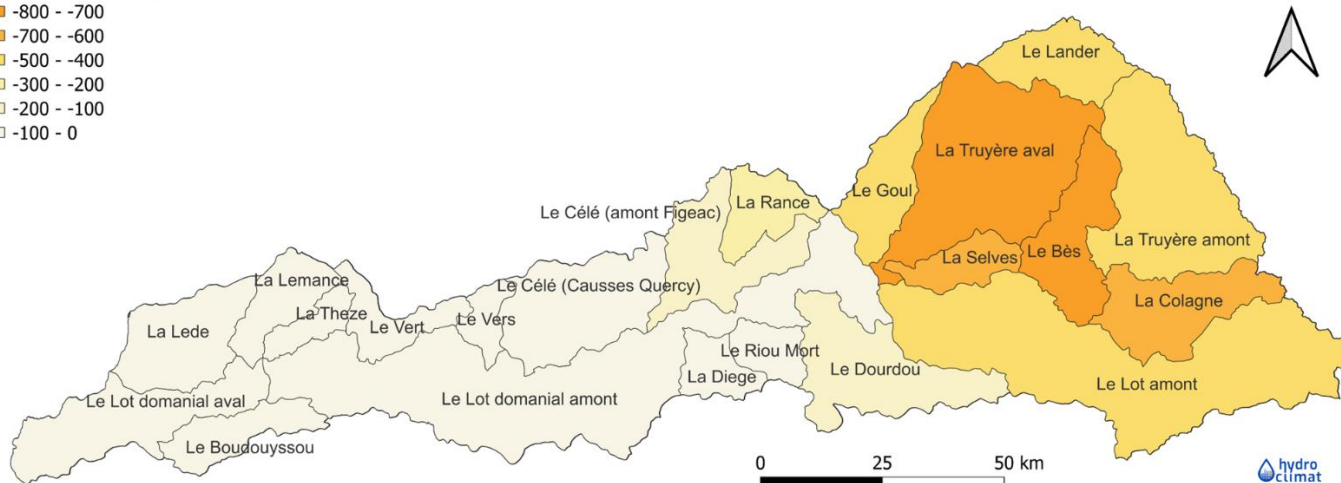 -800 - -700
-700 - -600
-500 - -400
-300 - -200
-200 - -100
-100 - 0
Le Lander
La Truyère aval
Le Goul
La Rance
Le Célé (amont Figeac)
La Truyère amont
Le Bès
La Selves
La Lemance
Le Célé (Causses Quercy)
La Colagne
La Theze
Le Vers
Le Vert
La Lede
Le Riou Mort
Le Dourdou
La Diege
Le Lot amont
Le Lot domanial aval
Le Lot domanial amont
Le Boudouyssou
0 25 50 km
hydro
climat